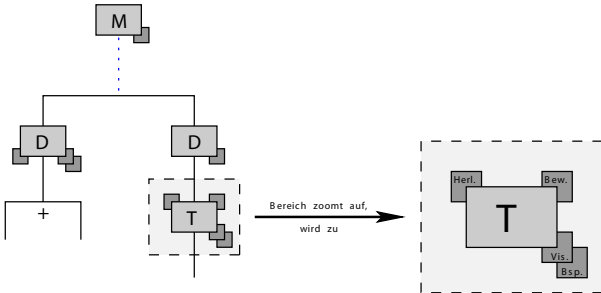 M
D
D
+
T
Bereich zoomt auf,
wird zu
Herl.
Bew.
T
Vis.
Bsp.